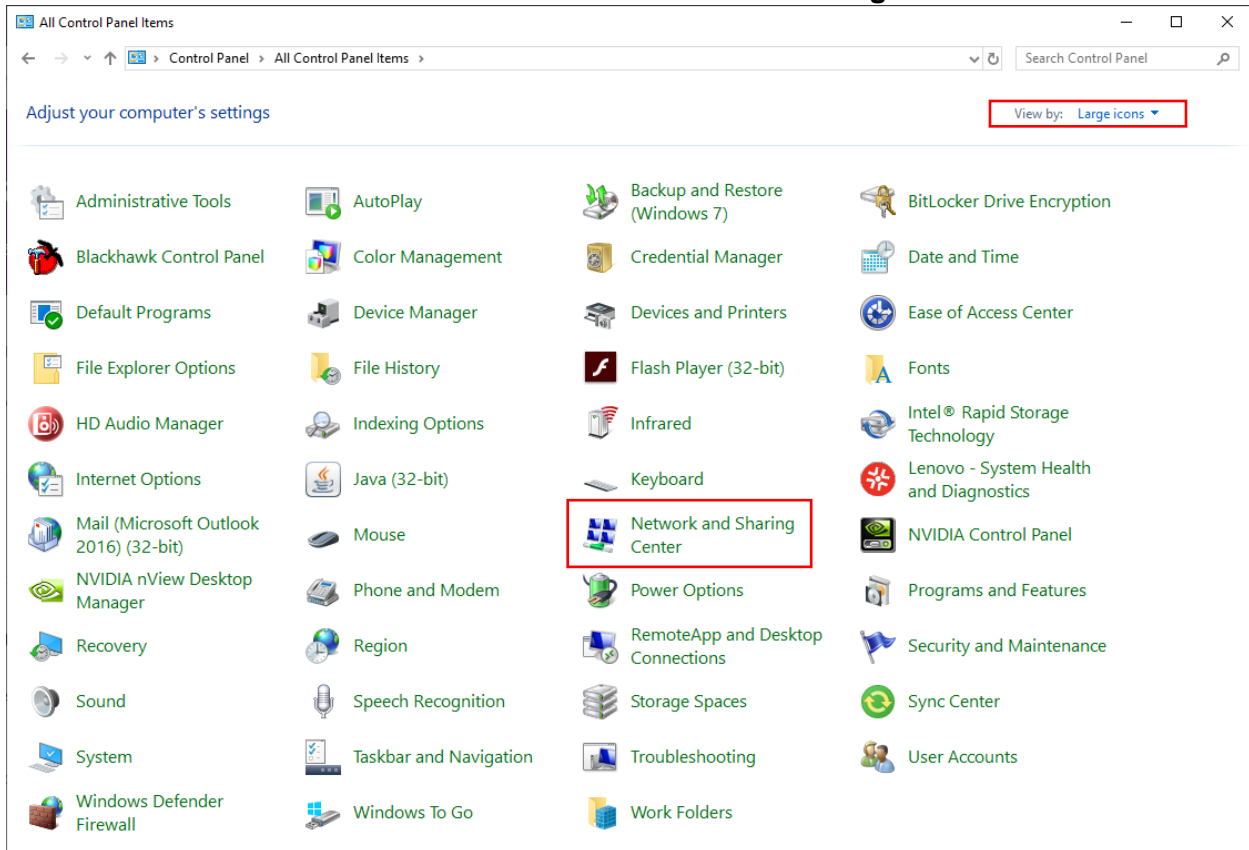 All Control Panel Items
Control Panel > All Control Panel Items >
Search Control Panel
Adjust your computer's settings
View by: Large icons
Administrative Tools
AutoPlay
Backup and Restore
(Windows 7)
BitLocker Drive Encryption
Blackhawk Control Panel
Color Management
Credential Manager
Date and Time
Default Programs
Device Manager
Devices and Printers
Ease of Access Center
File Explorer Options
File History
Flash Player (32-bit)
Fonts
HD Audio Manager
Indexing Options
Infrared
Intel® Rapid Storage
Technology
Internet Options
Java (32-bit)
Keyboard
Lenovo - System Health
and Diagnostics
Mail (Microsoft Outlook
2016) (32-bit)
Mouse
Network and Sharing
Center
NVIDIA Control Panel
NVIDIA nView Desktop
Manager
Phone and Modem
Power Options
Programs and Features
Recovery
Region
RemoteApp and Desktop
Connections
Security and Maintenance
Sound
Speech Recognition
Storage Spaces
Sync Center
System
Taskbar and Navigation
Troubleshooting
User Accounts
Windows Defender
Firewall
Windows To Go
Work Folders